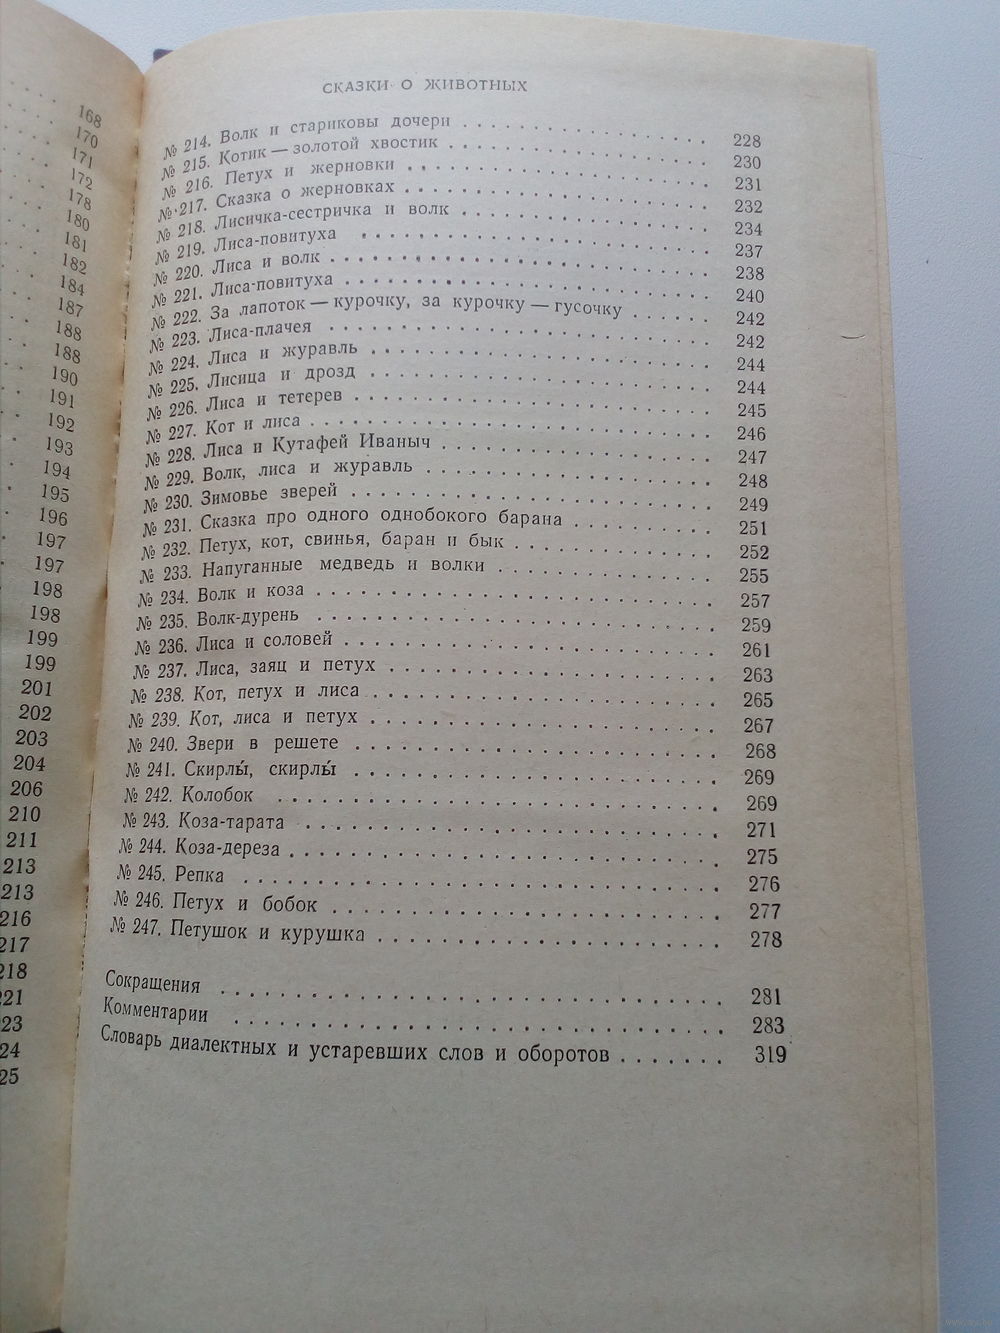 168
170
171
172
178
180
181
182
184
187
188
188
190
191
192
193
194
195
196
197
197
198
198
199
199
201
202
203
204
206
210
211
213
213
216
217
218
221
23
24
25
СКАЗКИ О ЖИВОТНЫХ
№ 214. Волк и стариковы дочери . . . . . . . . . . . . 228
№ 215. Котик — золотой хвостик . . . . . . . . . . . . 230
№ 216. Петух и жерновки . . . . . . . . . . . . 231
№ 217. Сказка о жерновках . . . . . . . . . . . . 232
№ 218. Лисичка-сестричка и волк . . . . . . . . . . . . 234
№ 219. Лиса-повитуха . . . . . . . . . . . . 237
№ 220. Лиса и волк . . . . . . . . . . . . 238
№ 221. Лиса-повитуха . . . . . . . . . . . . 240
№ 222. За лапоток — курочку, за курочку — гусочку . . . . . 242
№ 223. Лиса-плачея . . . . . . . . . . . . 242
№ 224. Лиса и журавль . . . . . . . . . . . . 244
№ 225. Лисица и дрозд . . . . . . . . . . . . 244
№ 226. Лиса и тетерев . . . . . . . . . . . . 245
№ 227. Кот и лиса . . . . . . . . . . . . 246
№ 228. Лиса и Кутафей Иваныч . . . . . . . . . . . . 247
№ 229. Волк, лиса и журавль . . . . . . . . . . . . 248
№ 230. Зимовье зверей . . . . . . . . . . . . 249
№ 231. Сказка про одного однобокого барана . . . . . . . . 251
№ 232. Петух, кот, свинья, баран и бык . . . . . . . . . . 252
№ 233. Напуганные медведь и волки . . . . . . . . . . . . 255
№ 234. Волк и коза . . . . . . . . . . . . 257
№ 235. Волк-дурень . . . . . . . . . . . . 259
№ 236. Лиса и соловей . . . . . . . . . . . . 261
№ 237. Лиса, заяц и петух . . . . . . . . . . . . 263
№ 238. Кот, петух и лиса . . . . . . . . . . . . 265
№ 239. Кот, лиса и петух . . . . . . . . . . . . 267
№ 240. Звери в решете . . . . . . . . . . . . 268
№ 241. Скирлы́, скирлы́ . . . . . . . . . . . . 269
№ 242. Колобок . . . . . . . . . . . . 269
№ 243. Коза-тарата . . . . . . . . . . . . 271
№ 244. Коза-дереза . . . . . . . . . . . . 275
№ 245. Репка . . . . . . . . . . . . 276
№ 246. Петух и бобок . . . . . . . . . . . . 277
№ 247. Петушок и курушка . . . . . . . . . . . . 278
Сокращения . . . . . . . . . . . . 281
Комментарии . . . . . . . . . . . . 283
Словарь диалектных и устаревших слов и оборотов . . . . . . . 319